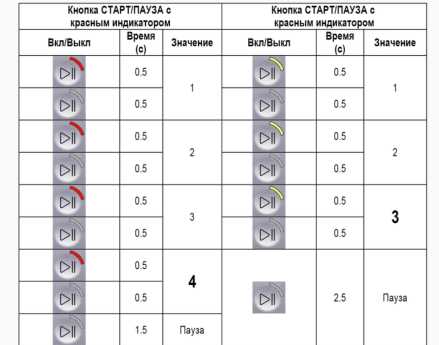 Кнопка СТАРТ/ПАУЗА с красным индикатором
Кнопка СТАРТ/ПАУЗА с красным индикатором
Вкл/Выкл Время (с) Значение Вкл/Выкл Время (с) Значение
0.5 1 0.5 1
0.5 0.5
0.5 2 0.5 2
0.5 0.5
0.5 3 0.5 3
0.5 0.5
0.5 4 2.5 Пауза
0.5
1.5 Пауза